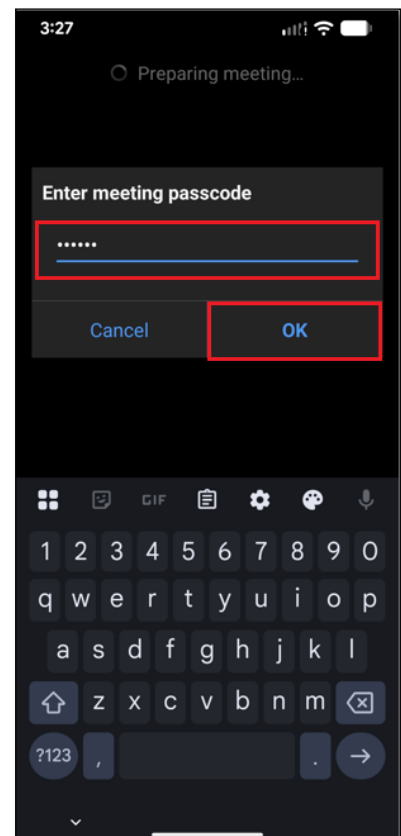 3:27
Preparing meeting...
Enter meeting passcode
••••••
Cancel OK
GIF
1 2 3 4 5 6 7 8 9 0
q w e r t y u i o p
a s d f g h j k l
z x c v b n m
?123 , .